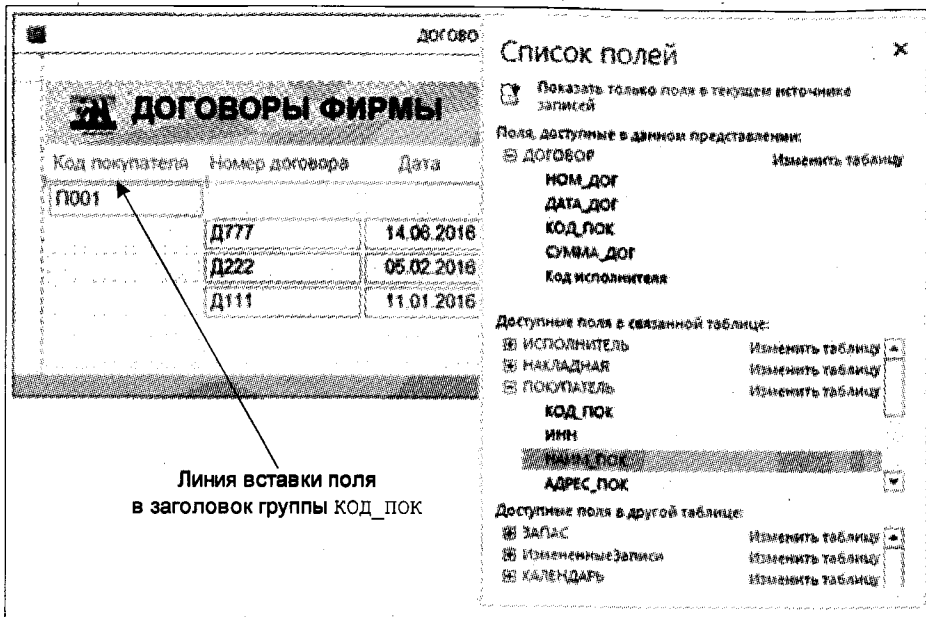 ДОГОВО
ДОГОВОРЫ ФИРМЫ
Код покупателя Номер договора Дата
П001
Д777 14.06.2016
Д222 05.02.2016
Д111 11.01.2016
Линия вставки поля
в заголовок группы КОД_ПОК
Список полей
Показать только поля в текущем источнике
записей
Поля, доступные в данном представлении:
ДОГОВОР Изменить таблицу
НОМ_ДОГ
ДАТА_ДОГ
КОД_ПОК
СУММА_ДОГ
Код исполнителя
Доступные поля в связанной таблице:
ИСПОЛНИТЕЛЬ Изменить таблицу
НАКЛАДНАЯ Изменить таблицу
ПОКУПАТЕЛЬ Изменить таблицу
КОД_ПОК
ИНН
НАИМ_ПОК
АДРЕС_ПОК
Доступные поля в другой таблице:
ЗАПАС Изменить таблицу
ИзмененныеЗаписи Изменить таблицу
КАЛЕНДАРЬ Изменить таблицу